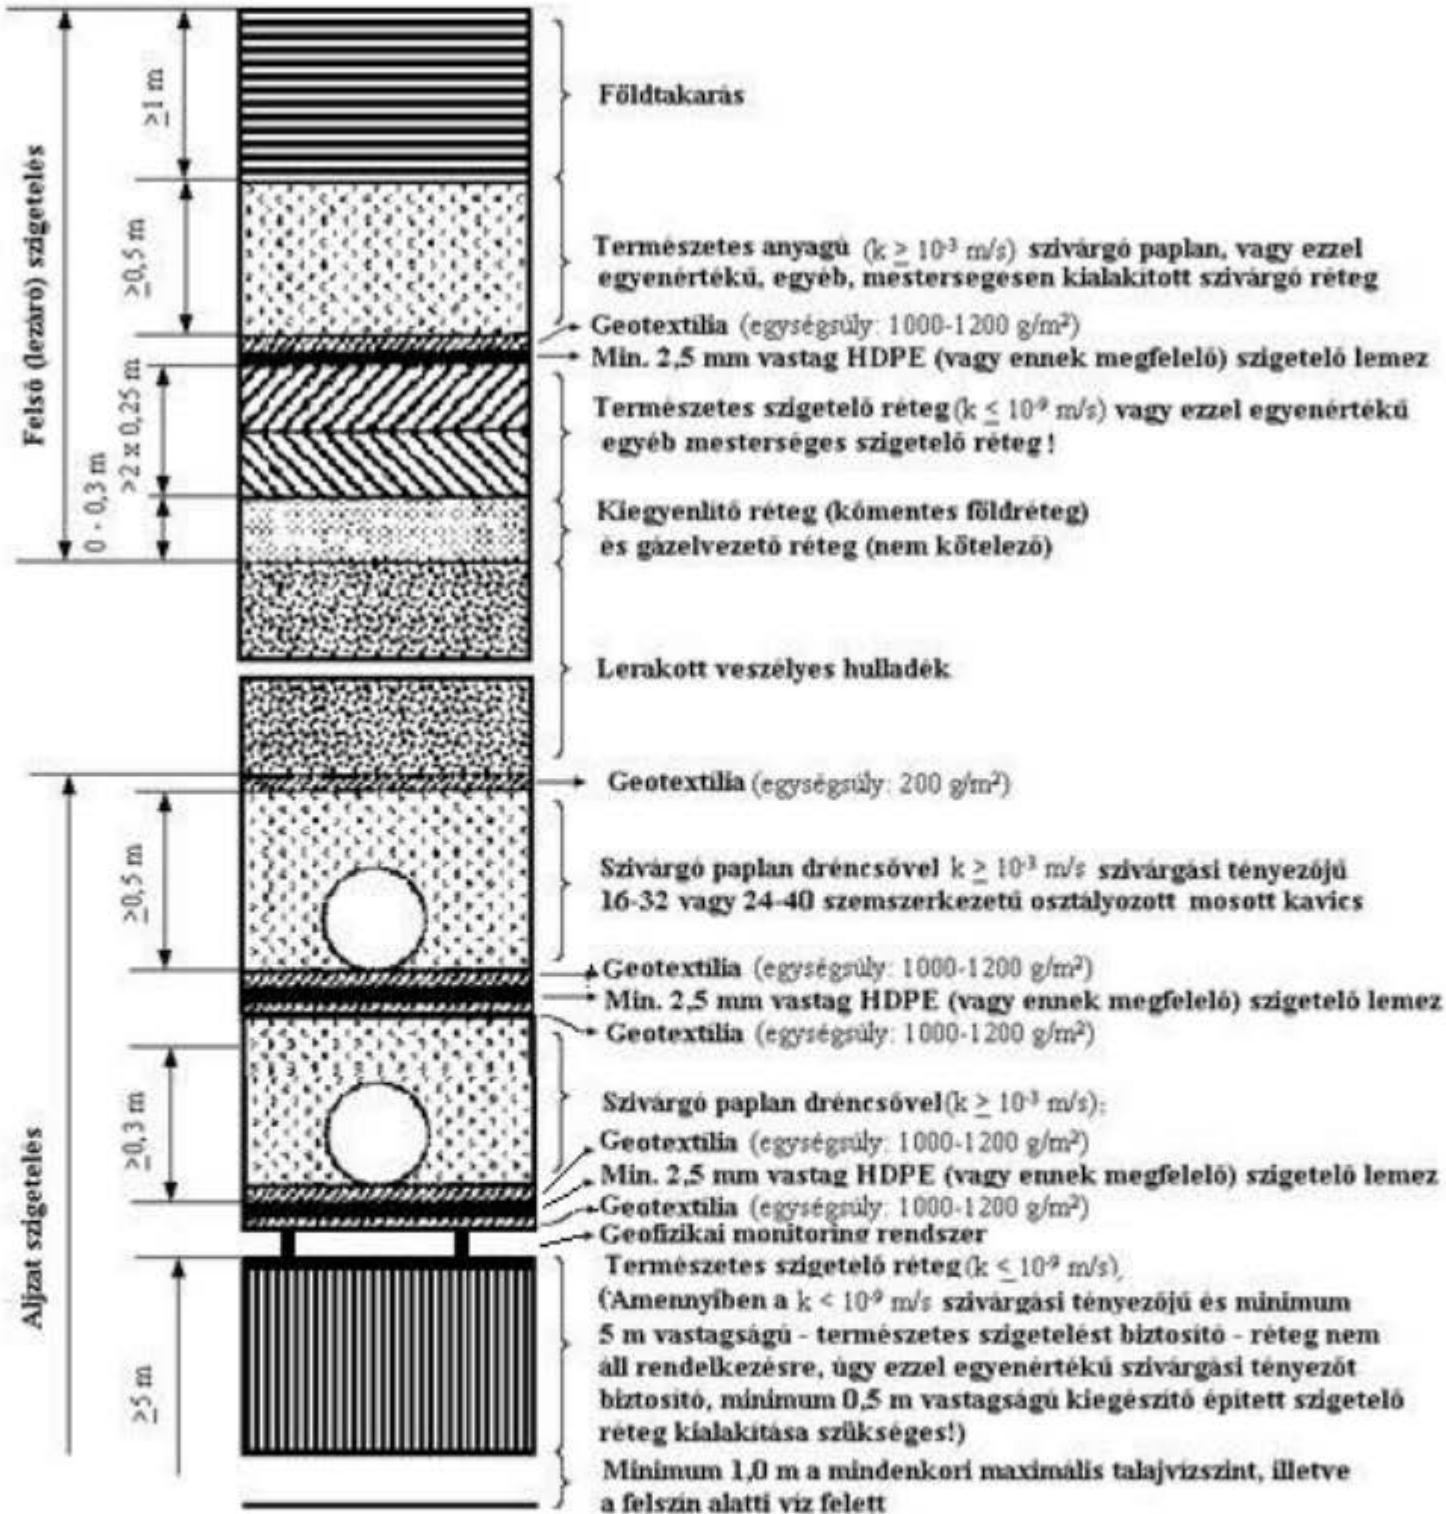 Felső (lezáró) szigetelés
≥1 m
≥0,5 m
>2 x 0,25 m
0 - 0,3 m
Földtakarás
Természetes anyagú (k ≥ 10⁻³ m/s) szivárgó paplan, vagy ezzel
egyenértékű, egyéb, mestersegesen kialakított szivárgó réteg
Geotextília (egységsúly: 1000-1200 g/m²)
Min. 2,5 mm vastag HDPE (vagy ennek megfelelő) szigetelő lemez
Természetes szigetelő réteg (k ≤ 10⁻⁹ m/s) vagy ezzel egyenértékű
egyéb mesterséges szigetelő réteg!
Kiegyenlítő réteg (kőmentes földréteg)
és gázelvezető réteg (nem kötelező)
Lerakott veszélyes hulladék
Aljzat szigetelés
≥0,5 m
≥0,3 m
≥5 m
Geotextília (egységsúly: 200 g/m²)
Szivárgó paplan dréncsővel k ≥ 10⁻³ m/s szivárgási tényezőjű
16-32 vagy 24-40 szemszerkezetű osztályozott mosott kavics
Geotextília (egységsúly: 1000-1200 g/m²)
Min. 2,5 mm vastag HDPE (vagy ennek megfelelő) szigetelő lemez
Geotextília (egységsúly: 1000-1200 g/m²)
Szivárgó paplan dréncsővel (k ≥ 10⁻³ m/s);
Geotextília (egységsúly: 1000-1200 g/m²)
Min. 2,5 mm vastag HDPE (vagy ennek megfelelő) szigetelő lemez
Geotextília (egységsúly: 1000-1200 g/m²)
Geofizikai monitoring rendszer
Természetes szigetelő réteg (k ≤ 10⁻⁹ m/s),
(Amennyiben a k < 10⁻⁹ m/s szivárgási tényezőjű és minimum
5 m vastagságú - természetes szigetelést biztosító - réteg nem
áll rendelkezésre, úgy ezzel egyenértékű szivárgási tényezőt
biztosító, minimum 0,5 m vastagságú kiegészítő épített szigetelő
réteg kialakítása szükséges!)
Minimum 1,0 m a mindenkori maximális talajvízszint, illetve
a felszín alatti víz felett